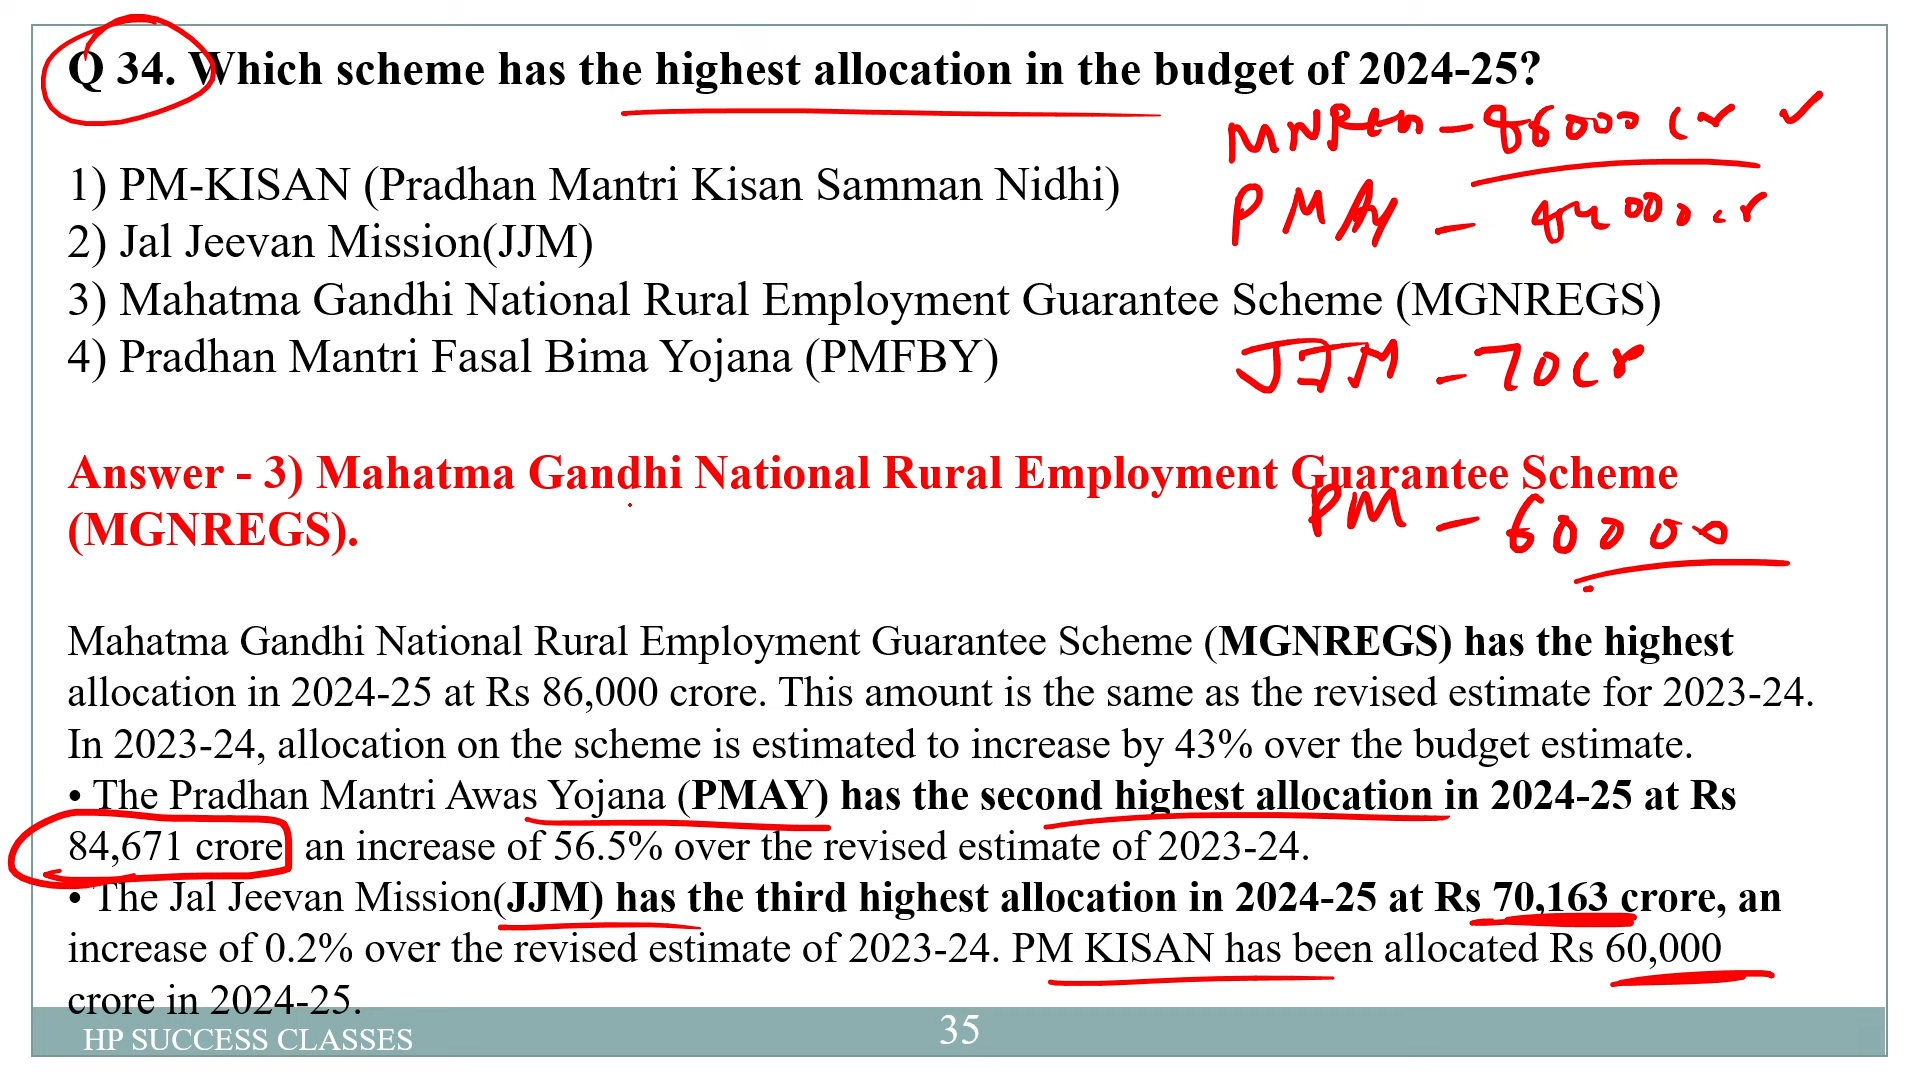 Q 34. Which scheme has the highest allocation in the budget of 2024-25?
MNREGA - 86000 cr ✓
1) PM-KISAN (Pradhan Mantri Kisan Samman Nidhi)
PMAY - 84000 cr
2) Jal Jeevan Mission(JJM)
3) Mahatma Gandhi National Rural Employment Guarantee Scheme (MGNREGS)
4) Pradhan Mantri Fasal Bima Yojana (PMFBY)
JJM - 70 cr
Answer - 3) Mahatma Gandhi National Rural Employment Guarantee Scheme
(MGNREGS).
PM - 60000
Mahatma Gandhi National Rural Employment Guarantee Scheme (MGNREGS) has the highest
allocation in 2024-25 at Rs 86,000 crore. This amount is the same as the revised estimate for 2023-24.
In 2023-24, allocation on the scheme is estimated to increase by 43% over the budget estimate.
• The Pradhan Mantri Awas Yojana (PMAY) has the second highest allocation in 2024-25 at Rs
84,671 crore, an increase of 56.5% over the revised estimate of 2023-24.
• The Jal Jeevan Mission(JJM) has the third highest allocation in 2024-25 at Rs 70,163 crore, an
increase of 0.2% over the revised estimate of 2023-24. PM KISAN has been allocated Rs 60,000
crore in 2024-25.
HP SUCCESS CLASSES
35